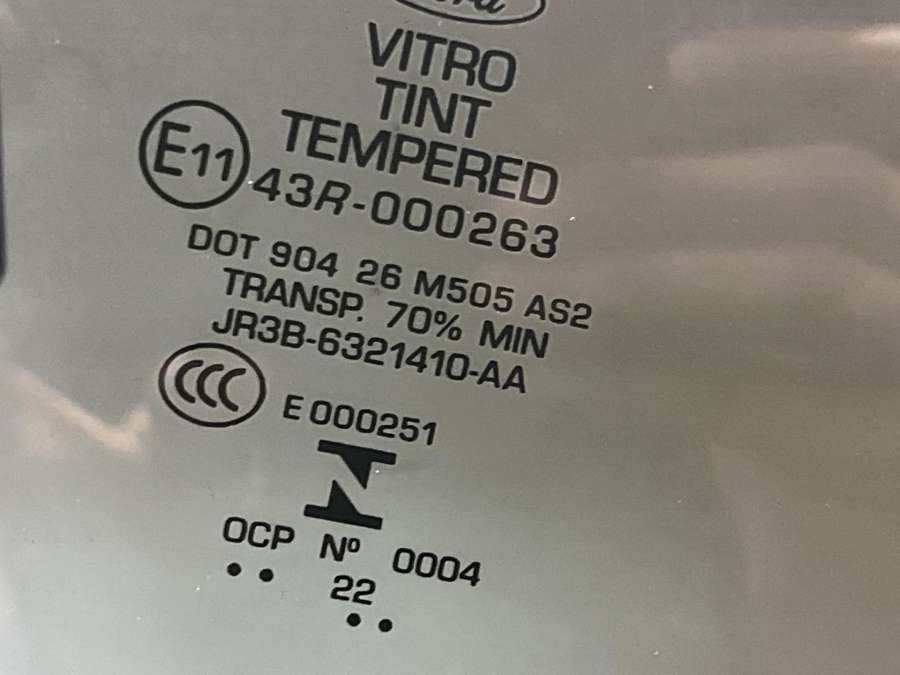 VITRO
TINT
TEMPERED
E11 43R-000263
DOT 904 26 M505 AS2
TRANSP. 70% MIN
JR3B-6321410-AA
CCC E 000251
N
OCP Nº 0004
22